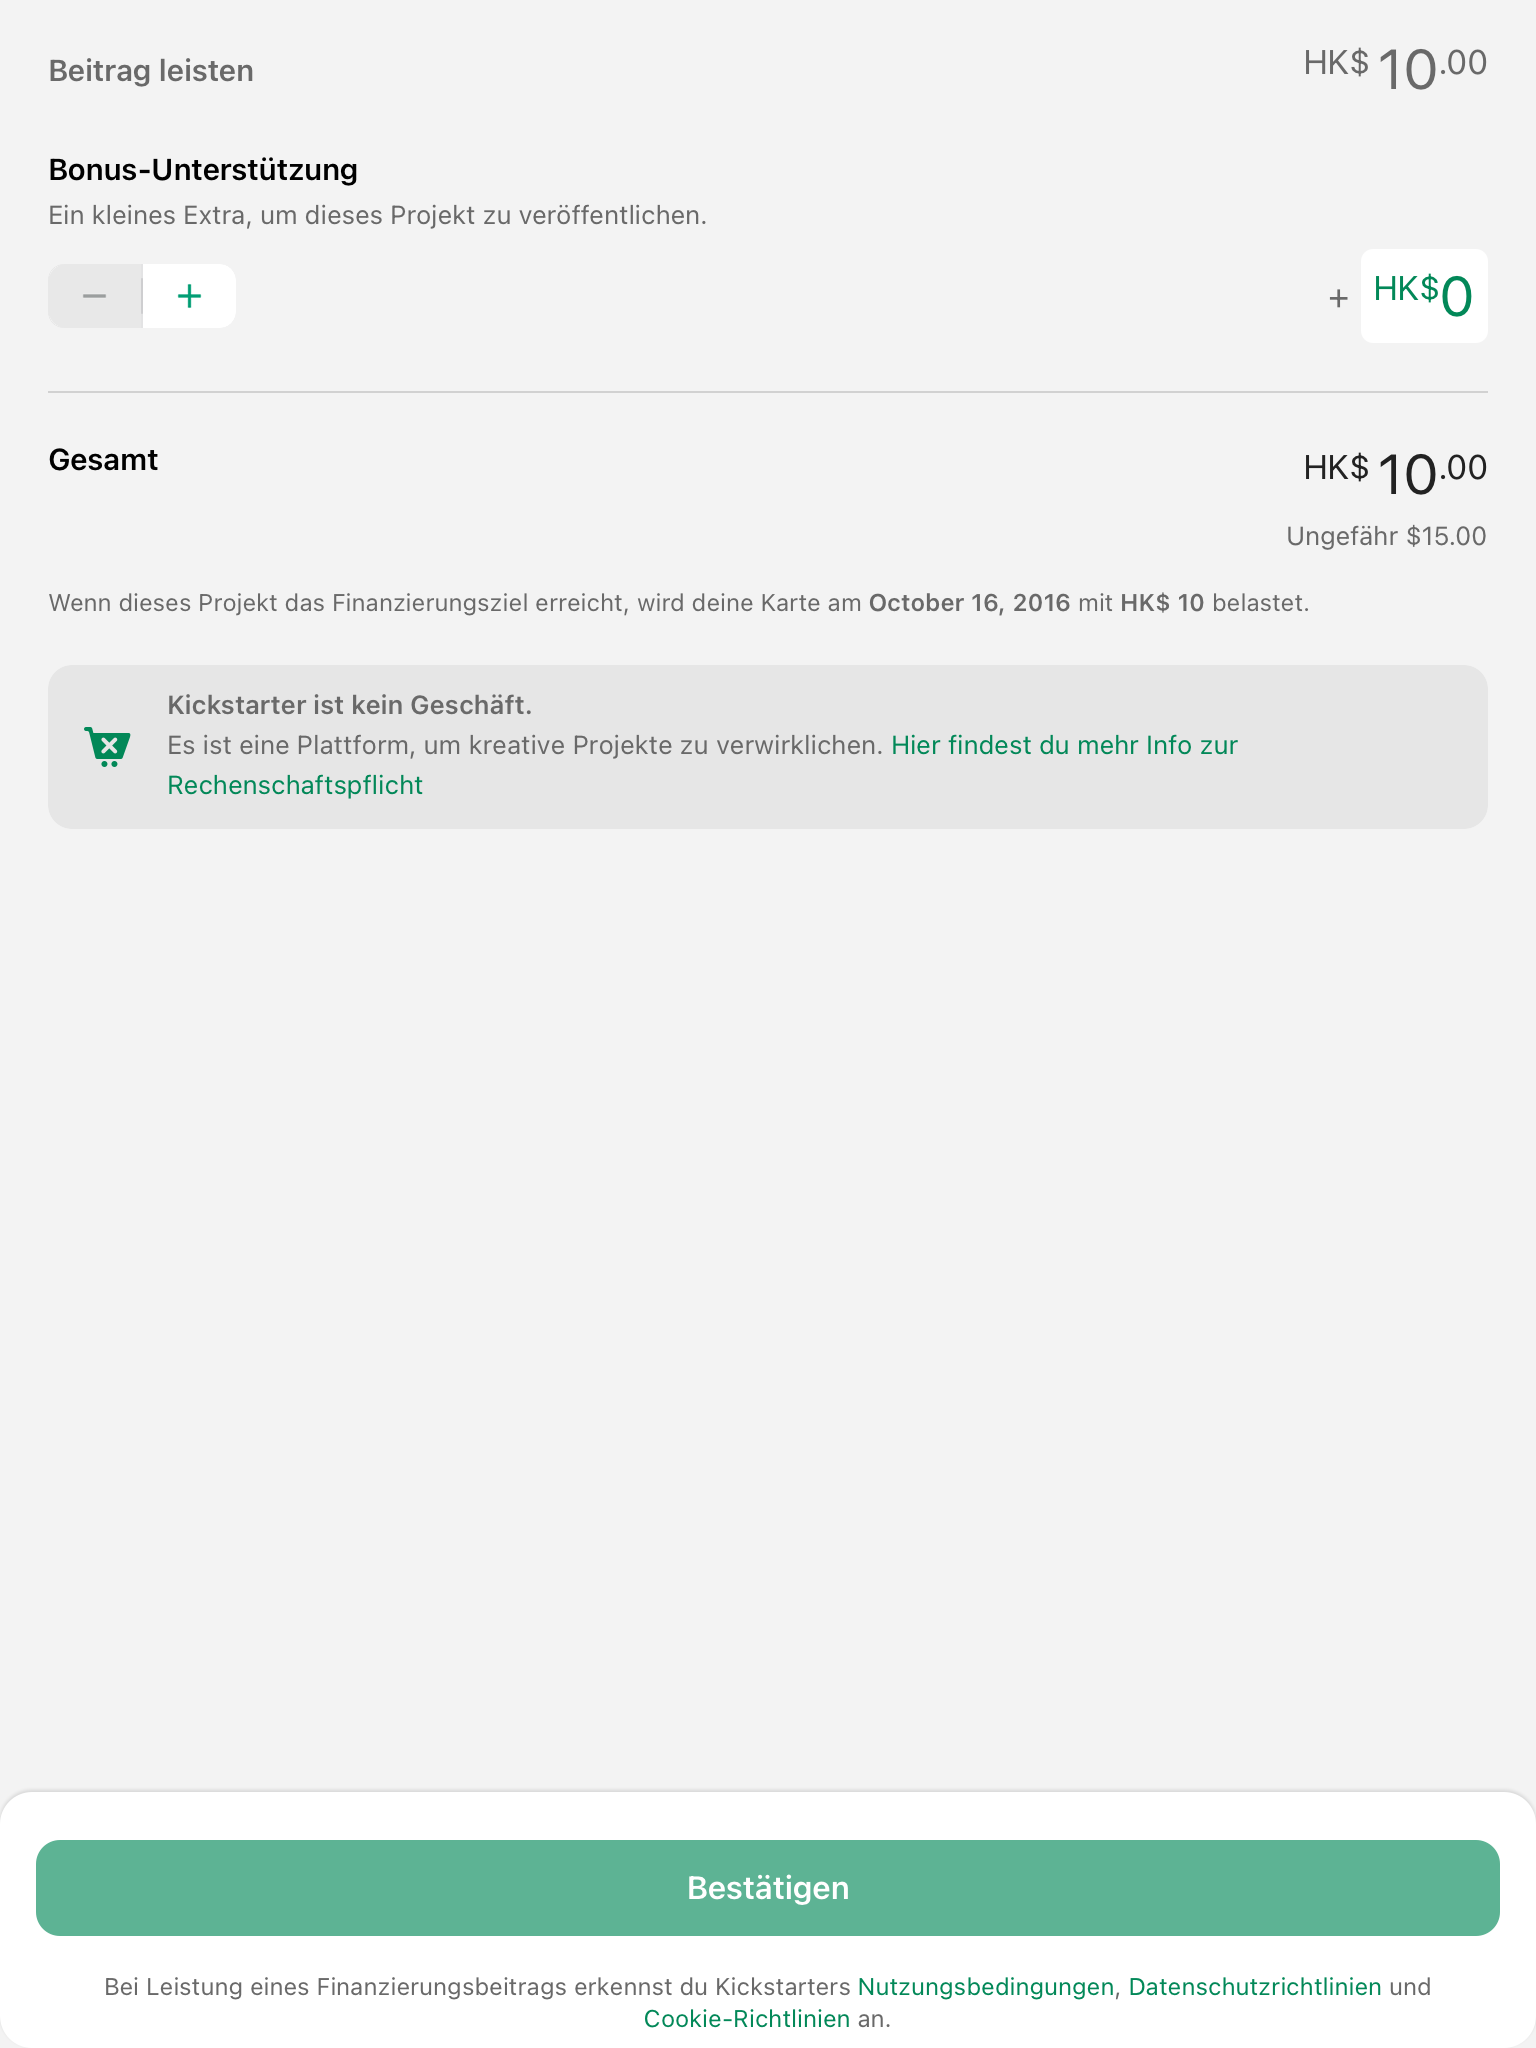 Beitrag leisten HK$ 10.00
Bonus-Unterstützung
Ein kleines Extra, um dieses Projekt zu veröffentlichen.
− + + HK$0
Gesamt HK$ 10.00
Ungefähr $15.00
Wenn dieses Projekt das Finanzierungsziel erreicht, wird deine Karte am October 16, 2016 mit HK$ 10 belastet.
Kickstarter ist kein Geschäft.
Es ist eine Plattform, um kreative Projekte zu verwirklichen. Hier findest du mehr Info zur
Rechenschaftspflicht
Bestätigen
Bei Leistung eines Finanzierungsbeitrags erkennst du Kickstarters Nutzungsbedingungen, Datenschutzrichtlinien und
Cookie-Richtlinien an.